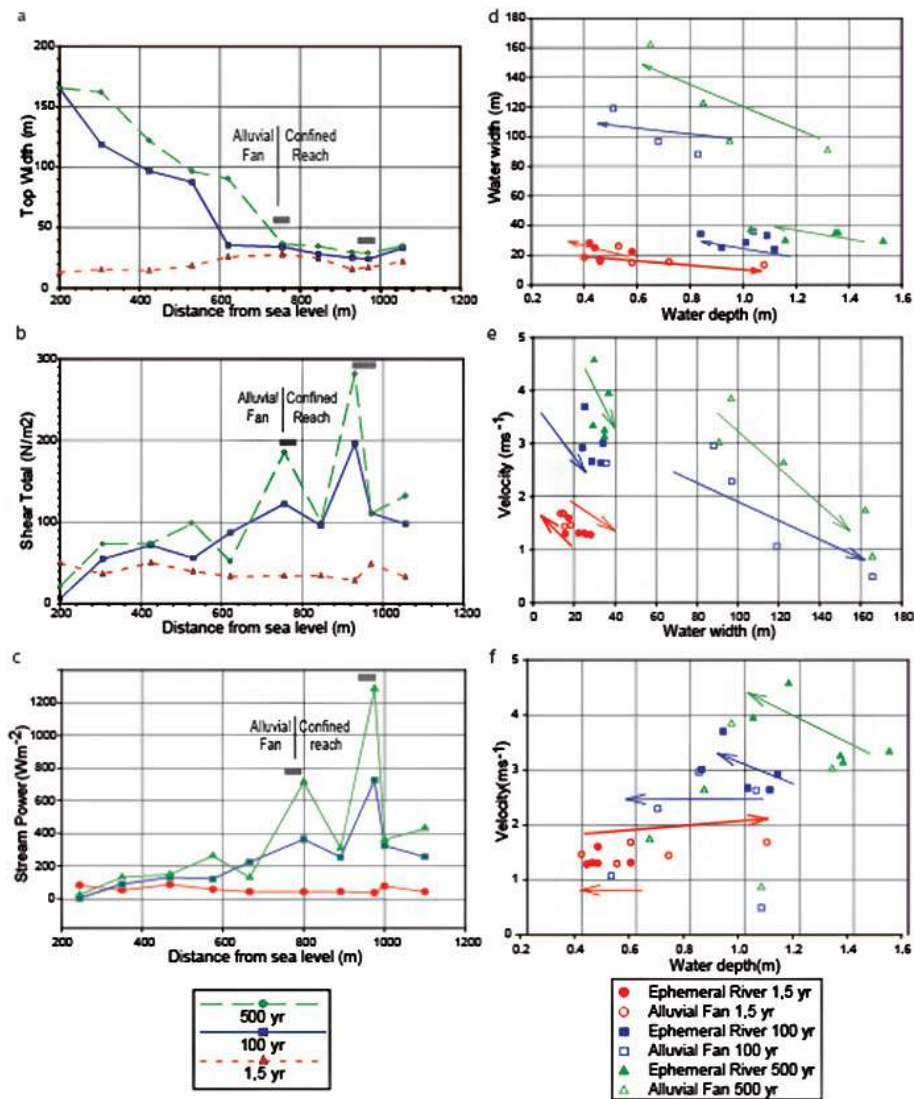 a
200
150
100
50
0
Top Width (m)
Alluvial Confined
Fan Reach
200 400 600 800 1000 1200
Distance from sea level (m)
b
300
200
100
0
Shear Total (N/m2)
Alluvial Confined
Fan Reach
200 400 600 800 1000 1200
Distance from sea level (m)
c
1200
1000
800
600
400
200
0
Stream Power (Wm-2)
Alluvial Confined
Fan reach
200 400 600 800 1000 1200
Distance from sea level (m)
500 yr
100 yr
1,5 yr
d
180
160
140
120
100
80
60
40
20
0
Water width (m)
0.2 0.4 0.6 0.8 1.0 1.2 1.4 1.6
Water depth (m)
e
5
4
3
2
1
0
Velocity (ms-1)
0 20 40 60 80 100 120 140 160 180
Water width (m)
f
5
4
3
2
1
0
Velocity(ms-1)
0.2 0.4 0.6 0.8 1.0 1.2 1.4 1.6
Water depth(m)
Ephemeral River 1,5 yr
Alluvial Fan 1,5 yr
Ephemeral River 100 yr
Alluvial Fan 100 yr
Ephemeral River 500 yr
Alluvial Fan 500 yr